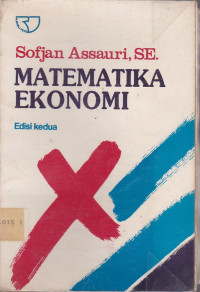 Sofjan Assauri, SE.
MATEMATIKA
EKONOMI
Edisi kedua